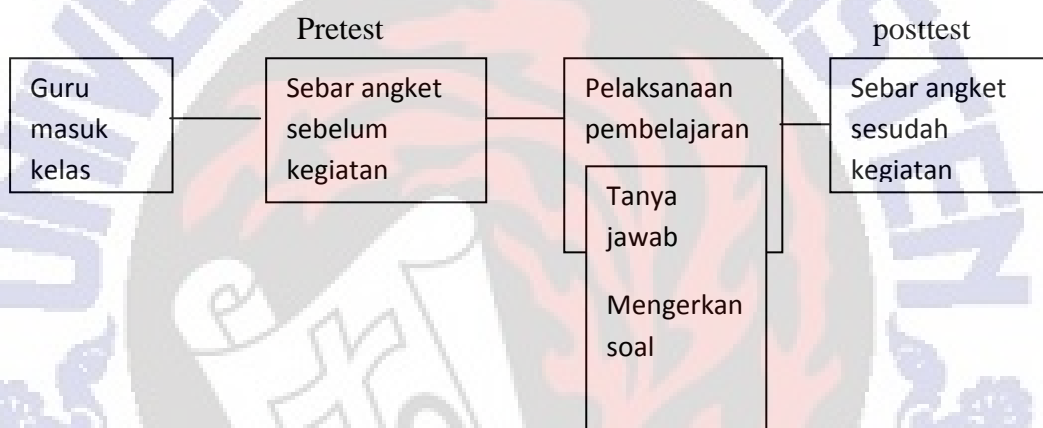 Pretest
posttest
Guru
masuk
kelas
Sebar angket
sebelum
kegiatan
Pelaksanaan
pembelajaran
Tanya
jawab
Mengerkan
soal
Sebar angket
sesudah
kegiatan